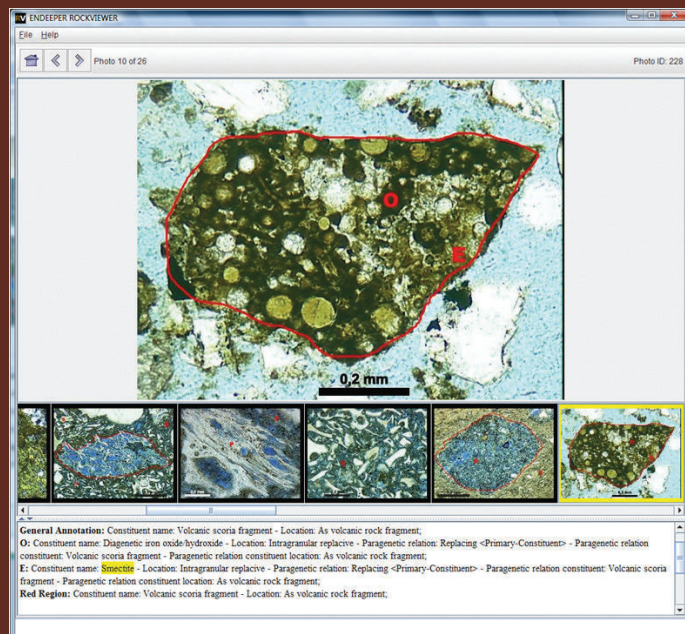 RV ENDEEPER ROCKVIEWER
File Help
Photo 10 of 26
Photo ID: 228
O
E
0,2 mm
General Annotation: Constituent name: Volcanic scoria fragment - Location: As volcanic rock fragment;
O: Constituent name: Diagenetic iron oxide/hydroxide - Location: Intragranular replacive - Paragenetic relation: Replacing <Primary-Constituent> - Paragenetic relation
constituent: Volcanic scoria fragment - Paragenetic relation constituent location: As volcanic rock fragment;
E: Constituent name: Smectite - Location: Intragranular replacive - Paragenetic relation: Replacing <Primary-Constituent> - Paragenetic relation constituent: Volcanic scoria
fragment - Paragenetic relation constituent location: As volcanic rock fragment;
Red Region: Constituent name: Volcanic scoria fragment - Location: As volcanic rock fragment;